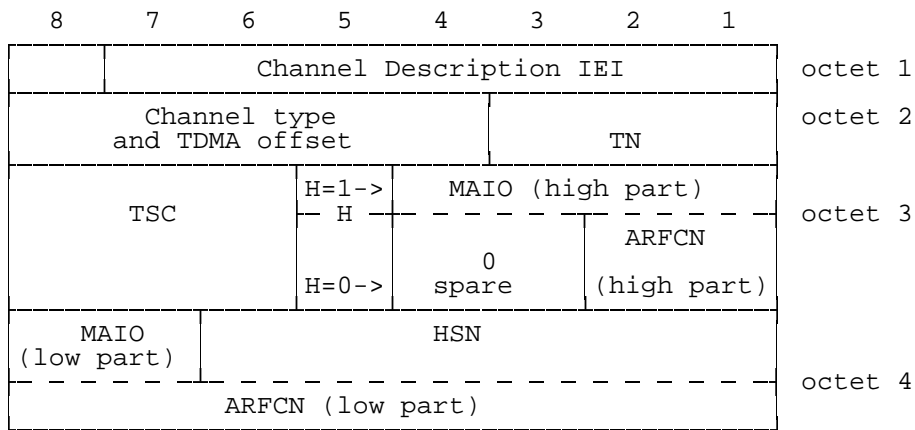 8 7 6 5 4 3 2 1
Channel Description IEI octet 1
Channel type octet 2
and TDMA offset TN
H=1-> MAIO (high part)
TSC H octet 3
ARFCN
0
H=0-> spare (high part)
MAIO HSN
(low part)
octet 4
ARFCN (low part)